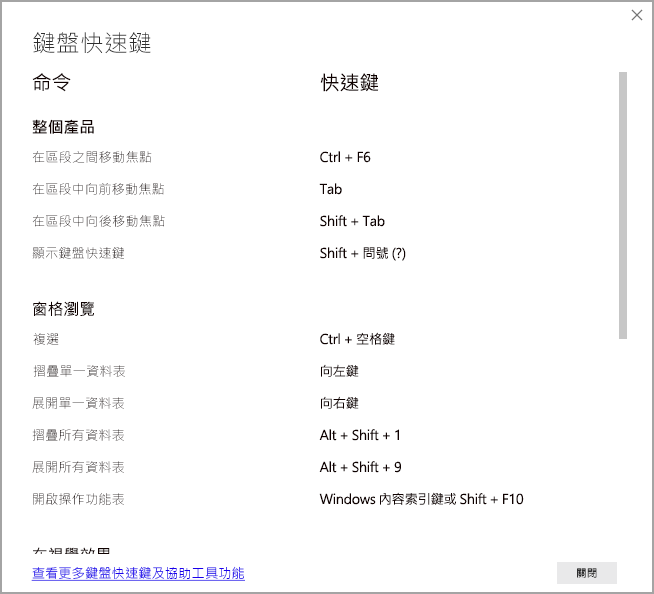 鍵盤快速鍵
命令 快速鍵
整個產品
在區段之間移動焦點 Ctrl + F6
在區段中向前移動焦點 Tab
在區段中向後移動焦點 Shift + Tab
顯示鍵盤快速鍵 Shift + 問號 (?)
窗格瀏覽
複選 Ctrl + 空格鍵
摺疊單一資料表 向左鍵
展開單一資料表 向右鍵
摺疊所有資料表 Alt + Shift + 1
展開所有資料表 Alt + Shift + 9
開啟操作功能表 Windows 內容索引鍵或 Shift + F10
在視學效果
查看更多鍵盤快速鍵及協助工具功能 關閉